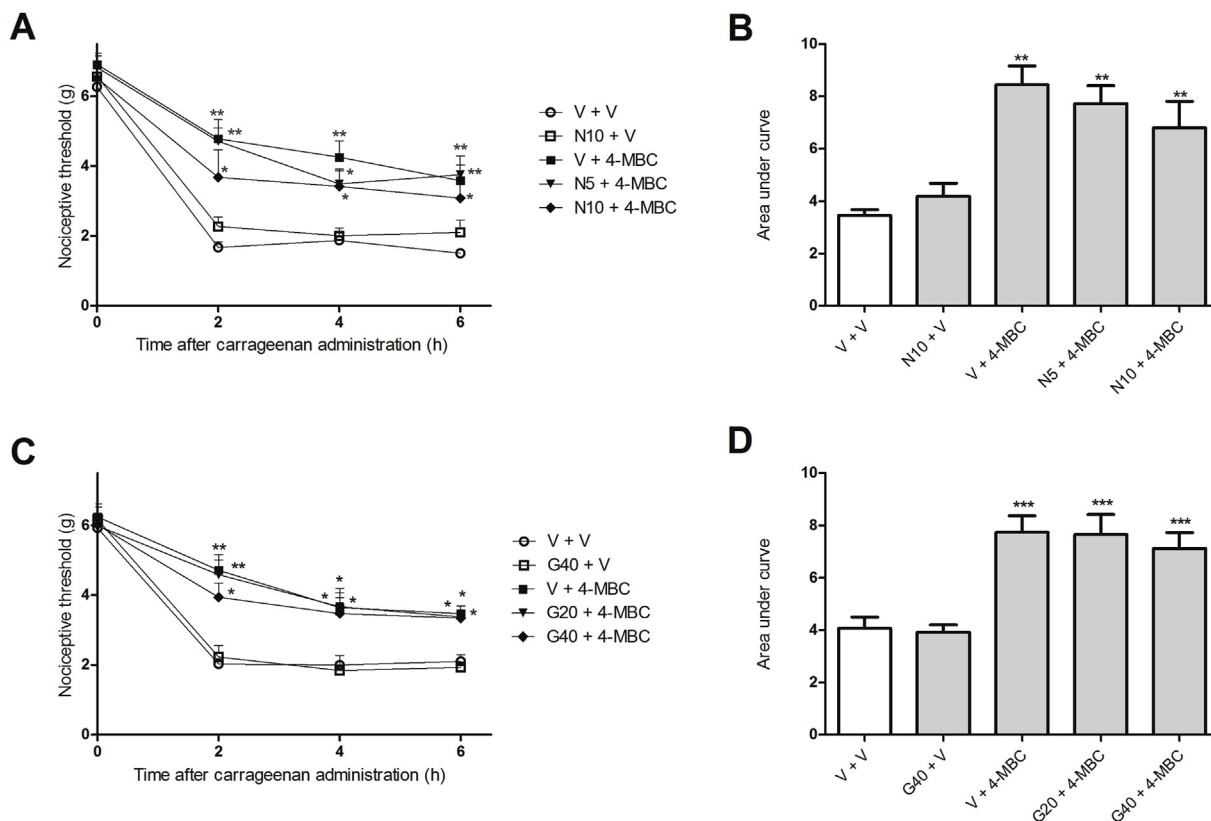 A
Nociceptive threshold (g)
6
4
2
0
** ** ** **
* * **
* *
0 2 4 6
Time after carrageenan administration (h)
V + V
N10 + V
V + 4-MBC
N5 + 4-MBC
N10 + 4-MBC
B
Area under curve
10
8
6
4
2
0
** ** **
V + V
N10 + V
V + 4-MBC
N5 + 4-MBC
N10 + 4-MBC
C
Nociceptive threshold (g)
6
4
2
0
** ** * *
* * * * *
0 2 4 6
Time after carrageenan administration (h)
V + V
G40 + V
V + 4-MBC
G20 + 4-MBC
G40 + 4-MBC
D
Area under curve
10
8
6
4
2
0
*** *** ***
V + V
G40 + V
V + 4-MBC
G20 + 4-MBC
G40 + 4-MBC